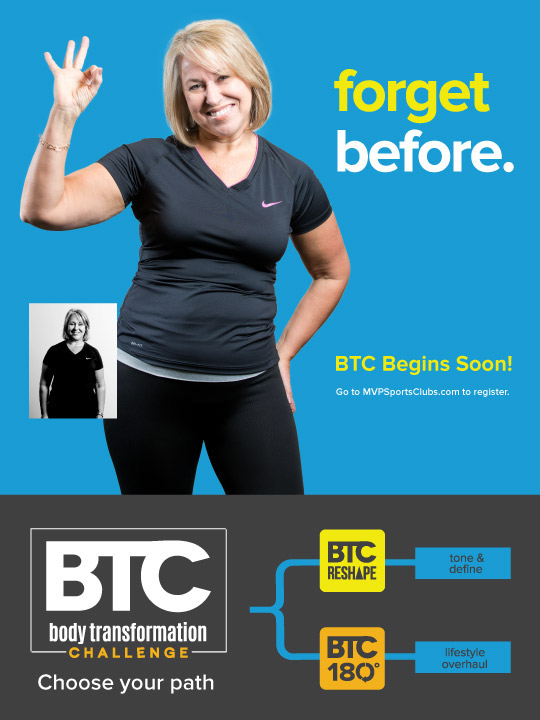 forget
before.
BTC Begins Soon!
Go to MVPSportsClubs.com to register.
BTC
body transformation
CHALLENGE
Choose your path
BTC
RESHAPE
tone &
define
BTC
180°
lifestyle
overhaul